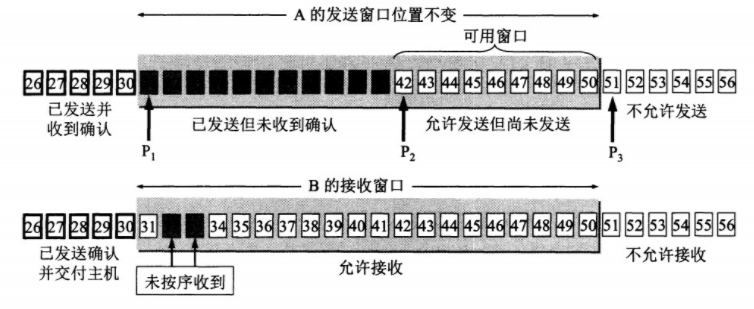 A 的发送窗口位置不变
可用窗口
26 27 28 29 30 42 43 44 45 46 47 48 49 50 51 52 53 54 55 56
已发送并
收到确认
已发送但未收到确认
允许发送但尚未发送
不允许发送
P1 P2 P3
B 的接收窗口
26 27 28 29 30 31 34 35 36 37 38 39 40 41 42 43 44 45 46 47 48 49 50 51 52 53 54 55 56
已发送确认
并交付主机
未按序收到
允许接收
不允许接收